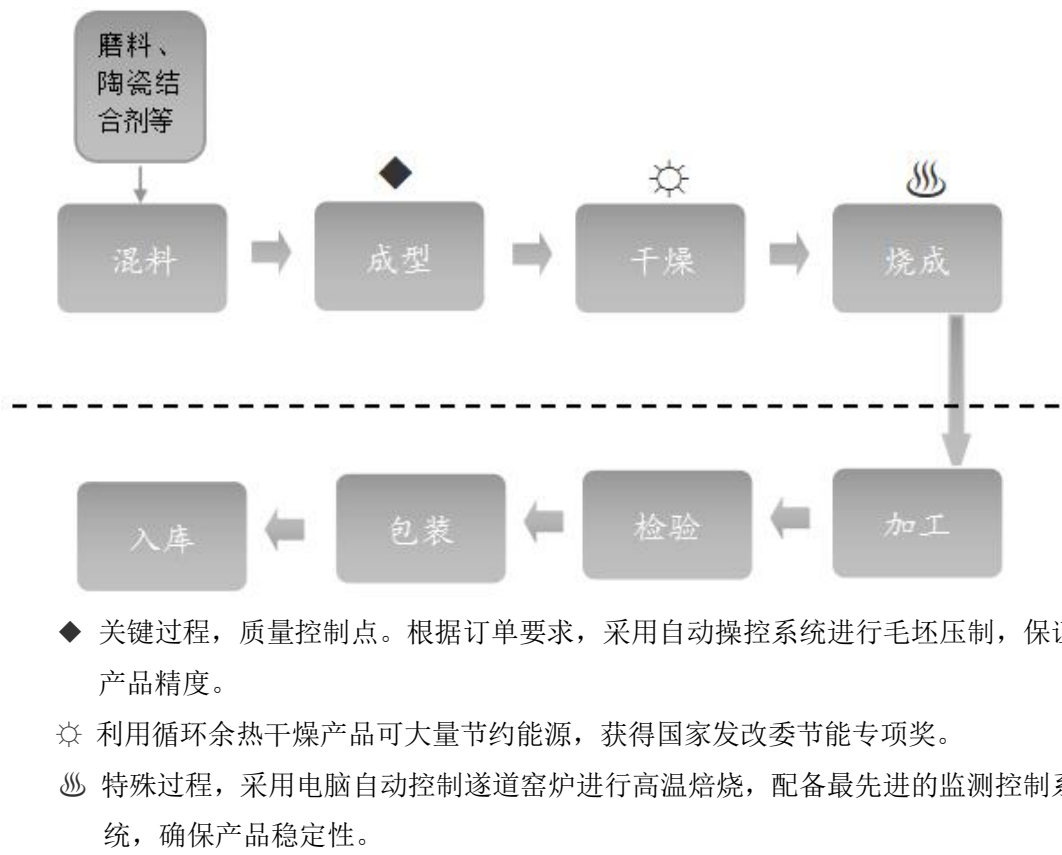 磨料、
陶瓷结
合剂等
◆
☼
♨
混料
成型
干燥
烧成
入库
包装
检验
加工
◆ 关键过程，质量控制点。根据订单要求，采用自动操控系统进行毛坯压制，保证
产品精度。
☼ 利用循环余热干燥产品可大量节约能源，获得国家发改委节能专项奖。
♨ 特殊过程，采用电脑自动控制遂道窑炉进行高温焙烧，配备最先进的监测控制系
统，确保产品稳定性。